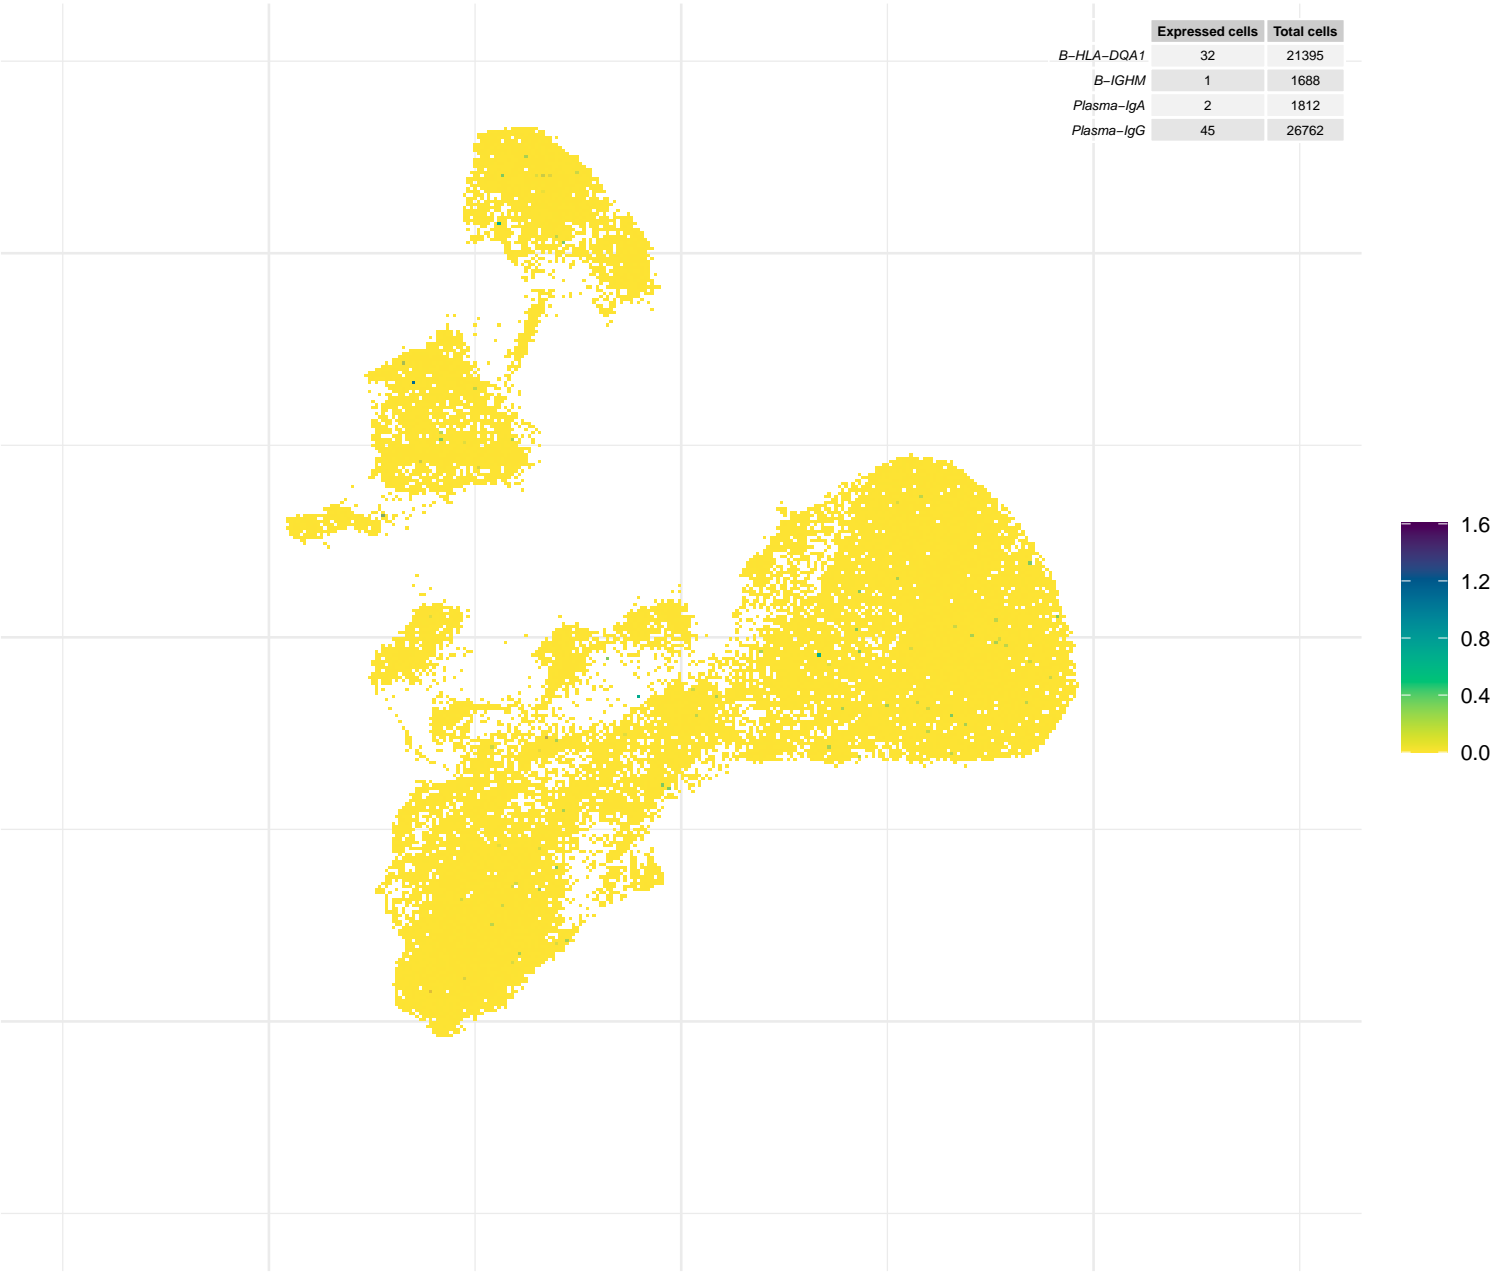 Expressed cells Total cells
B−HLA−DQA1 32 21395
B−IGHM 1 1688
Plasma−IgA 2 1812
Plasma−IgG 45 26762
1.6
1.2
0.8
0.4
0.0